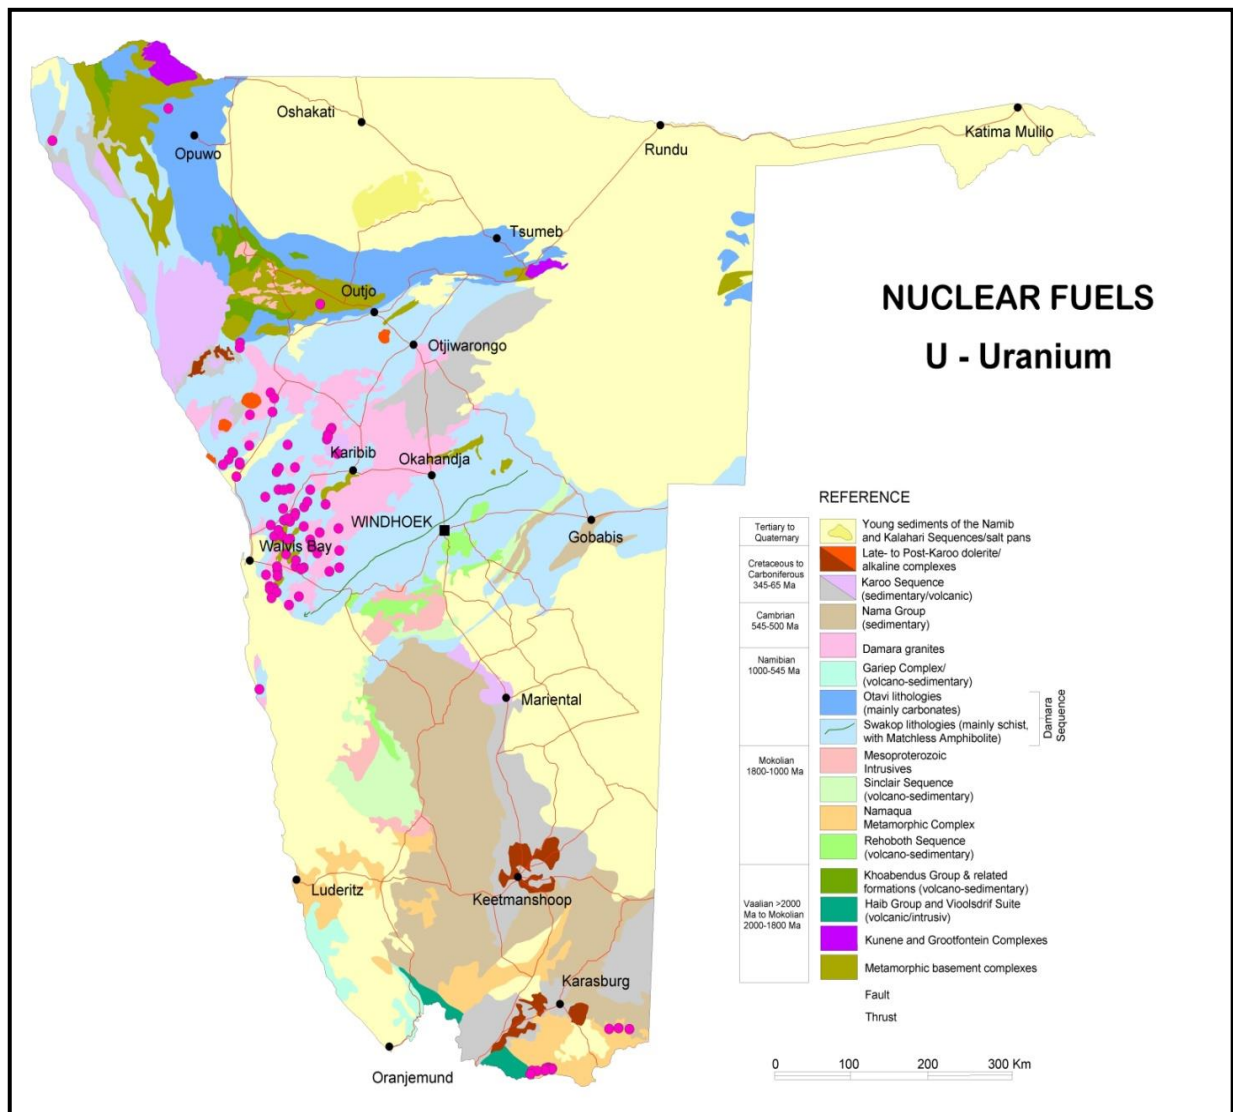 Oshakati
Opuwo
Rundu
Katima Mulilo
Tsumeb
NUCLEAR FUELS
U - Uranium
Outjo
Otjiwarongo
Karibib
Okahandja
WINDHOEK
Gobabis
Walvis Bay
Mariental
Luderitz
Keetmanshoop
Karasburg
Oranjemund
REFERENCE
Tertiary to
Quaternary
Young sediments of the Namib
and Kalahari Sequences/salt pans
Cretaceous to
Carboniferous
345-65 Ma
Late- to Post-Karoo dolerite/
alkaline complexes
Karoo Sequence
(sedimentary/volcanic)
Cambrian
545-500 Ma
Nama Group
(sedimentary)
Namibian
1000-545 Ma
Damara granites
Gariep Complex/
(volcano-sedimentary)
Otavi lithologies
(mainly carbonates)
Swakop lithologies (mainly schist,
with Matchless Amphibolite)
Damara
Sequence
Mokolian
1800-1000 Ma
Mesoproterozoic
Intrusives
Sinclair Sequence
(volcano-sedimentary)
Namaqua
Metamorphic Complex
Rehoboth Sequence
(volcano-sedimentary)
Vaalian >2000
Ma to Mokolian
2000-1800 Ma
Khoabendus Group & related
formations (volcano-sedimentary)
Haib Group and Vioolsdrif Suite
(volcanic/intrusiv)
Kunene and Grootfontein Complexes
Metamorphic basement complexes
Fault
Thrust
0 100 200 300 Km